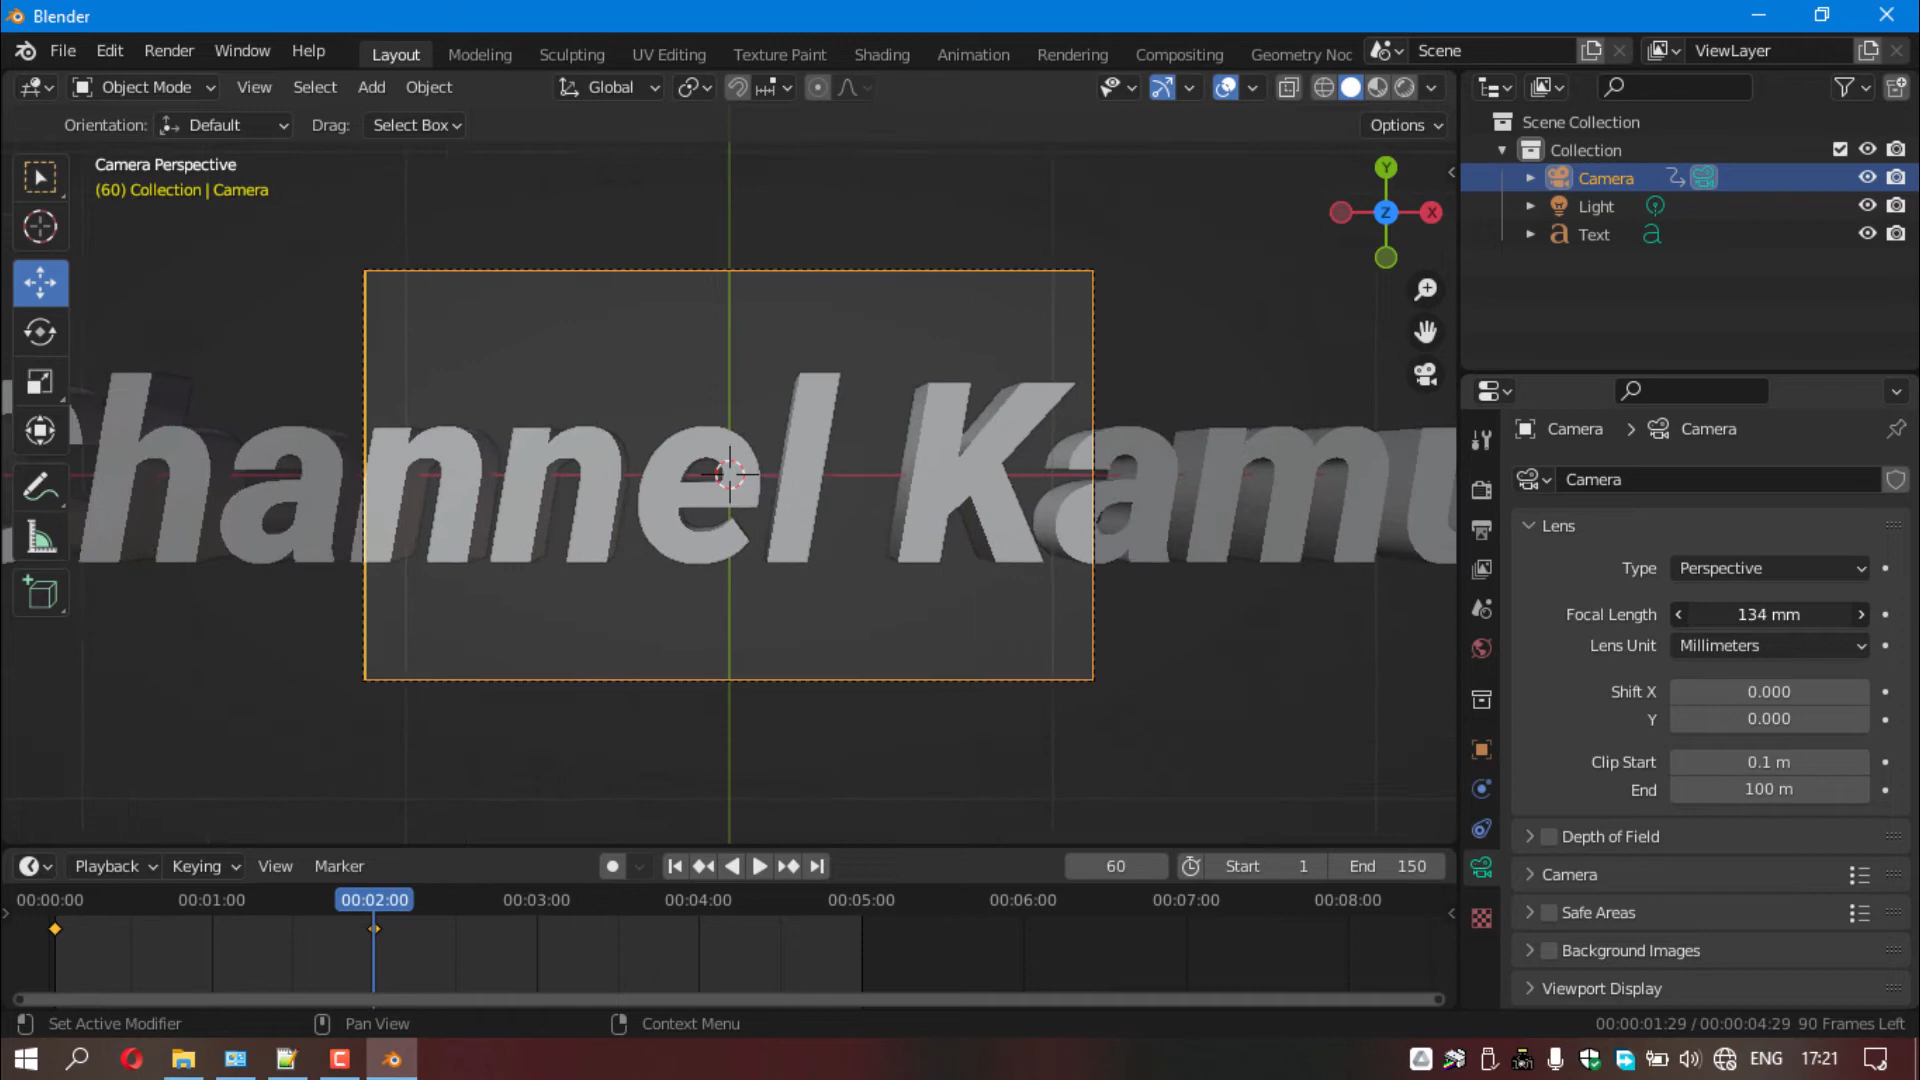 Blender
File Edit Render Window Help Layout Modeling Sculpting UV Editing Texture Paint Shading Animation Rendering Compositing Geometry Noc Scene ViewLayer
Object Mode View Select Add Object Global
Orientation: Default Drag: Select Box Options
Camera Perspective
(60) Collection | Camera
Y
Z X
hannel Kamu
Scene Collection
Collection
Camera
Light
Text
Camera > Camera
Camera
Lens
Type Perspective
Focal Length 134 mm
Lens Unit Millimeters
Shift X 0.000
Y 0.000
Clip Start 0.1 m
End 100 m
Depth of Field
Camera
Safe Areas
Background Images
Viewport Display
Playback Keying View Marker 60 Start 1 End 150
00:00:00 00:01:00 00:02:00 00:03:00 00:04:00 00:05:00 00:06:00 00:07:00 00:08:00
Set Active Modifier Pan View Context Menu 00:00:01:29 / 00:00:04:29 90 Frames Left
ENG 17:21